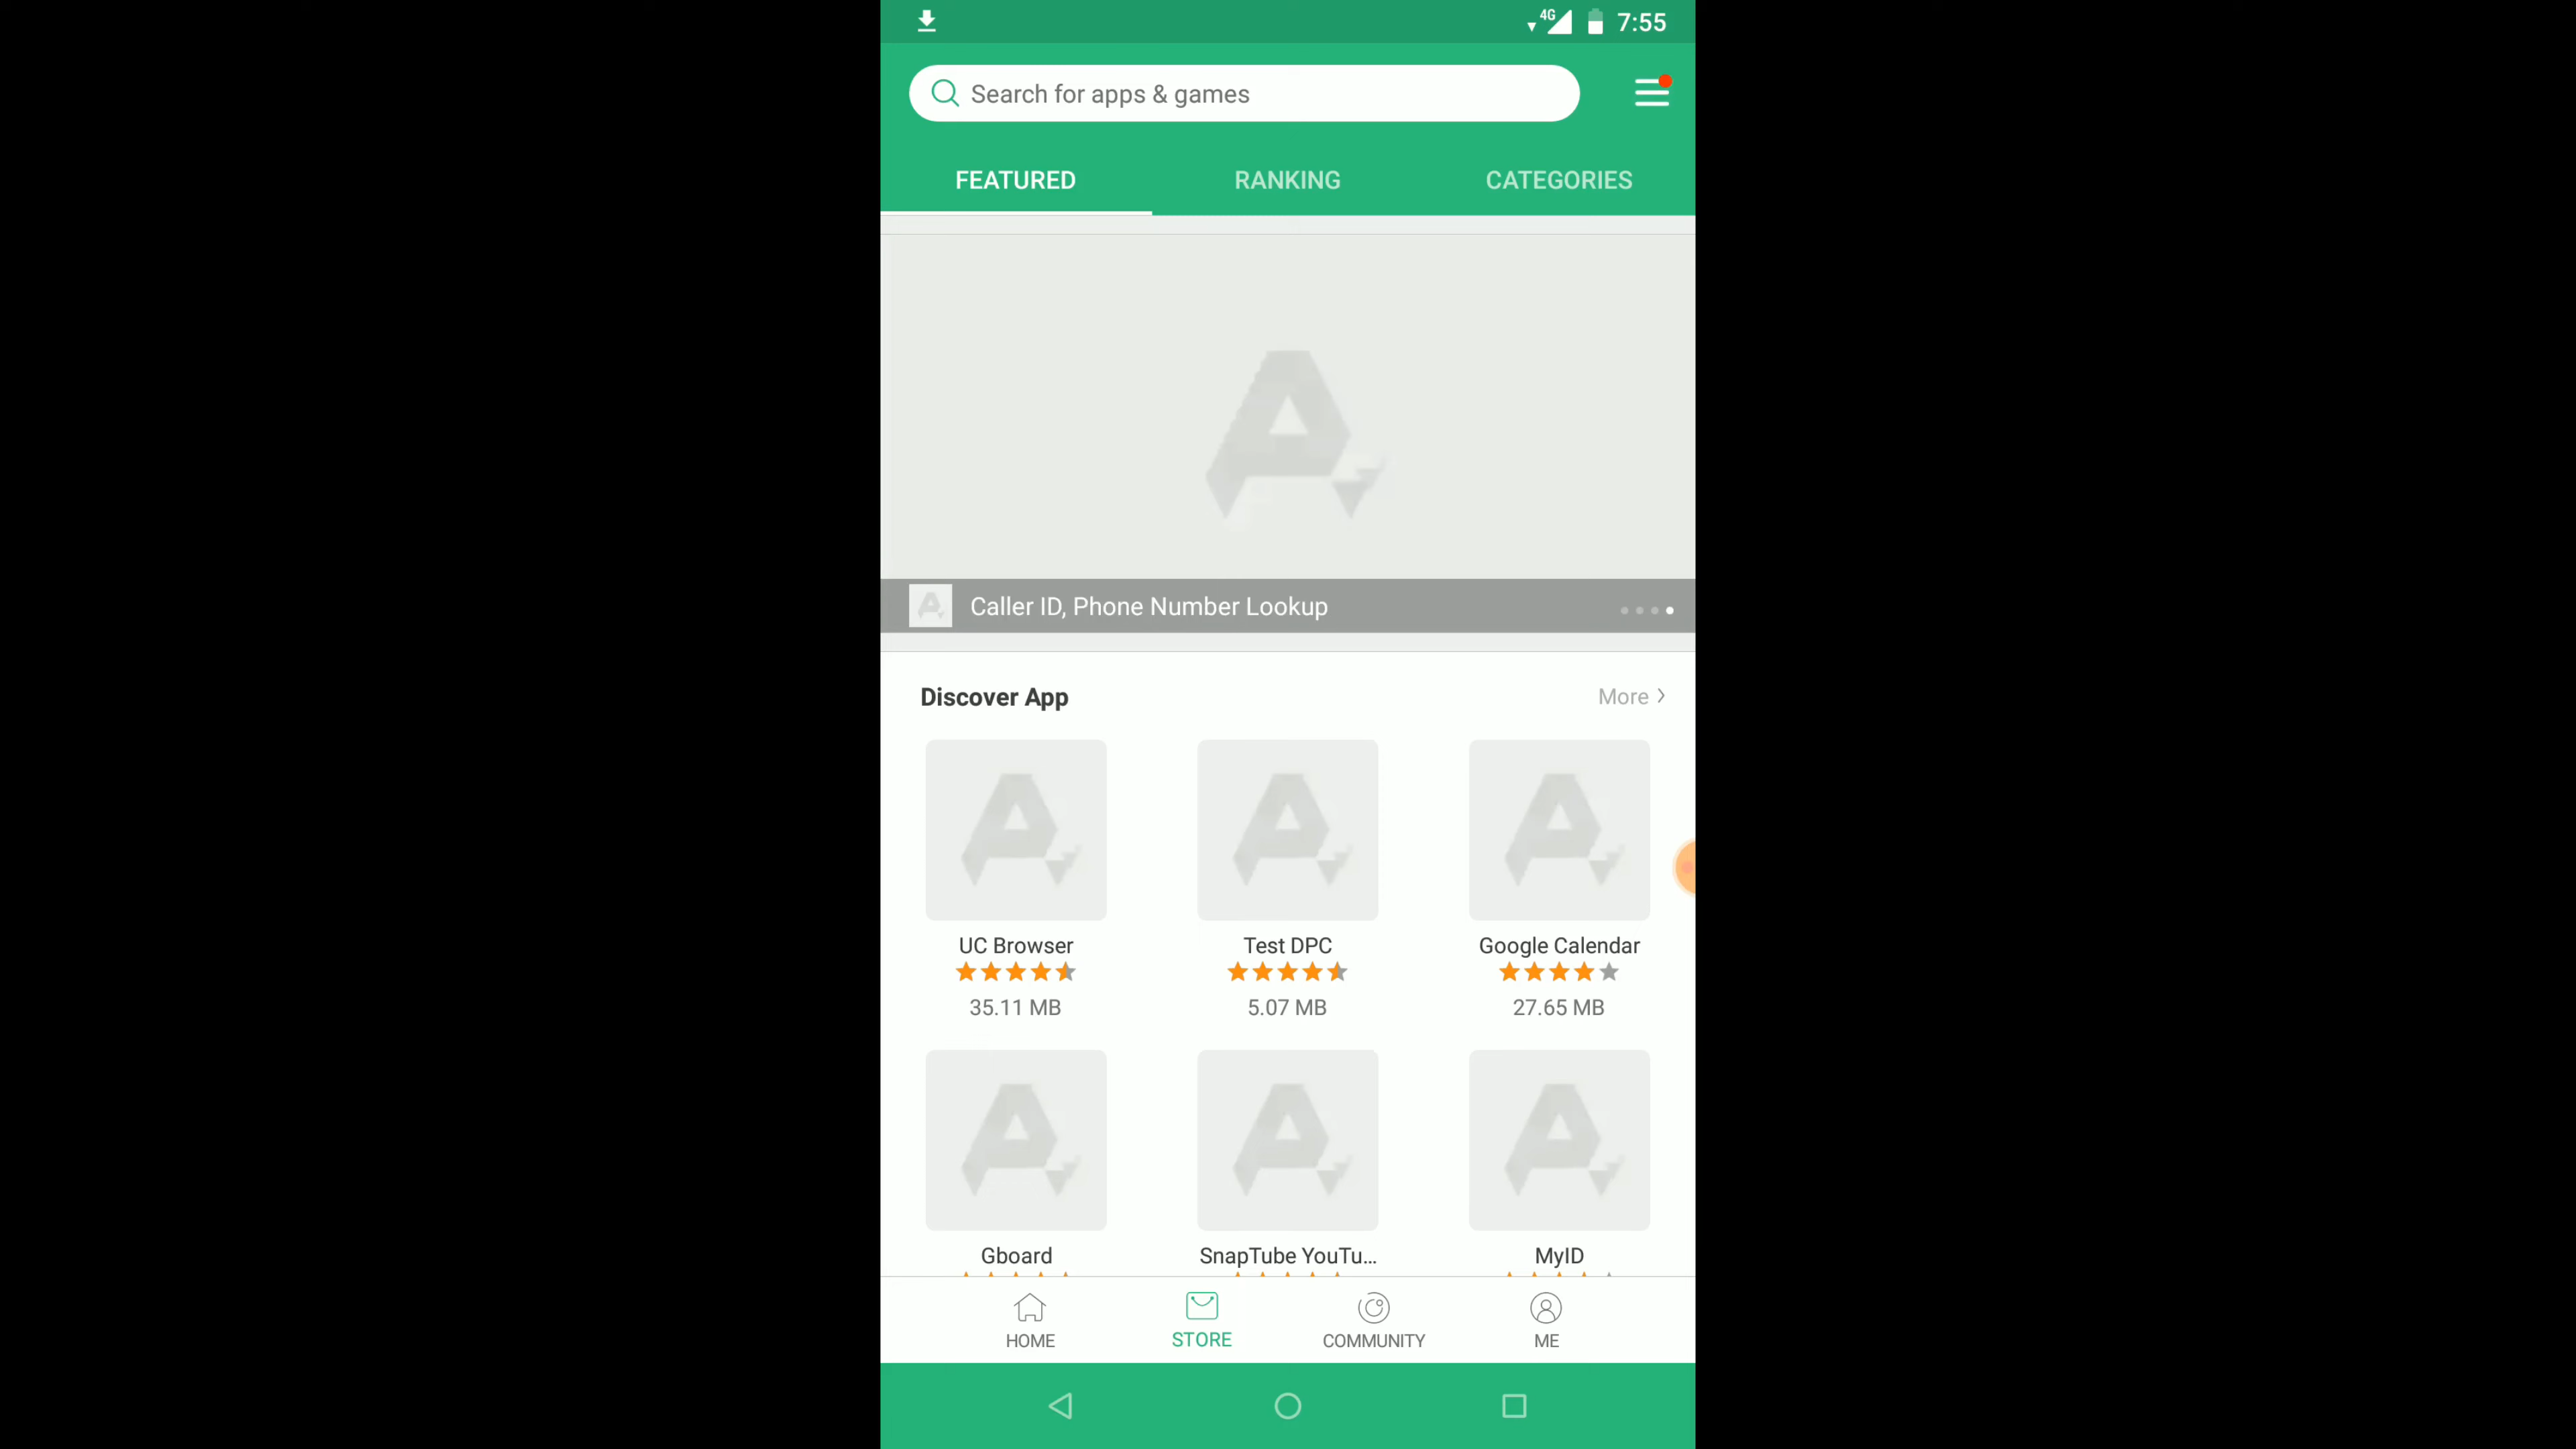 4G 7:55
Search for apps & games
FEATURED RANKING CATEGORIES
Caller ID, Phone Number Lookup
Discover App More
UC Browser Test DPC Google Calendar
35.11 MB 5.07 MB 27.65 MB
Gboard SnapTube YouTu... MyID
HOME STORE COMMUNITY ME